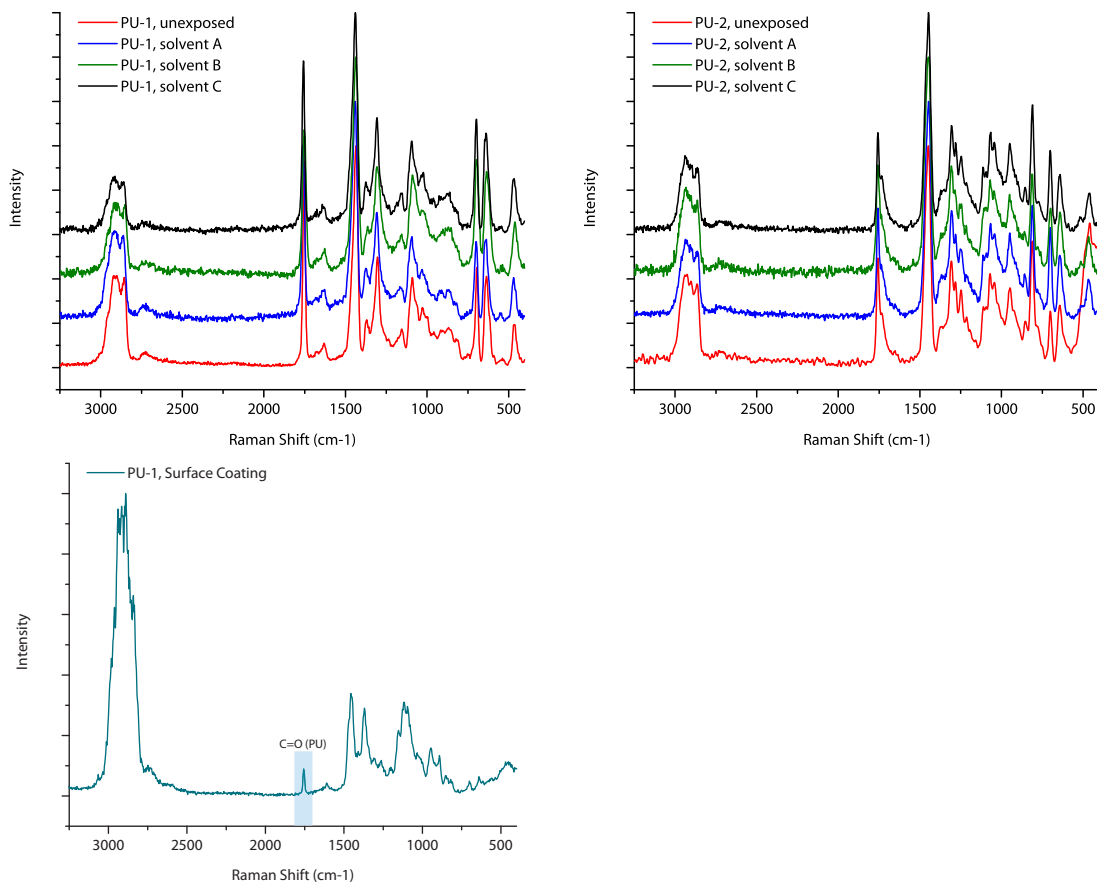 PU-1, unexposed
PU-1, solvent A
PU-1, solvent B
PU-1, solvent C
Intensity
3000 2500 2000 1500 1000 500
Raman Shift (cm-1)
PU-2, unexposed
PU-2, solvent A
PU-2, solvent B
PU-2, solvent C
Intensity
3000 2500 2000 1500 1000 500
Raman Shift (cm-1)
PU-1, Surface Coating
C=O (PU)
Intensity
3000 2500 2000 1500 1000 500
Raman Shift (cm-1)